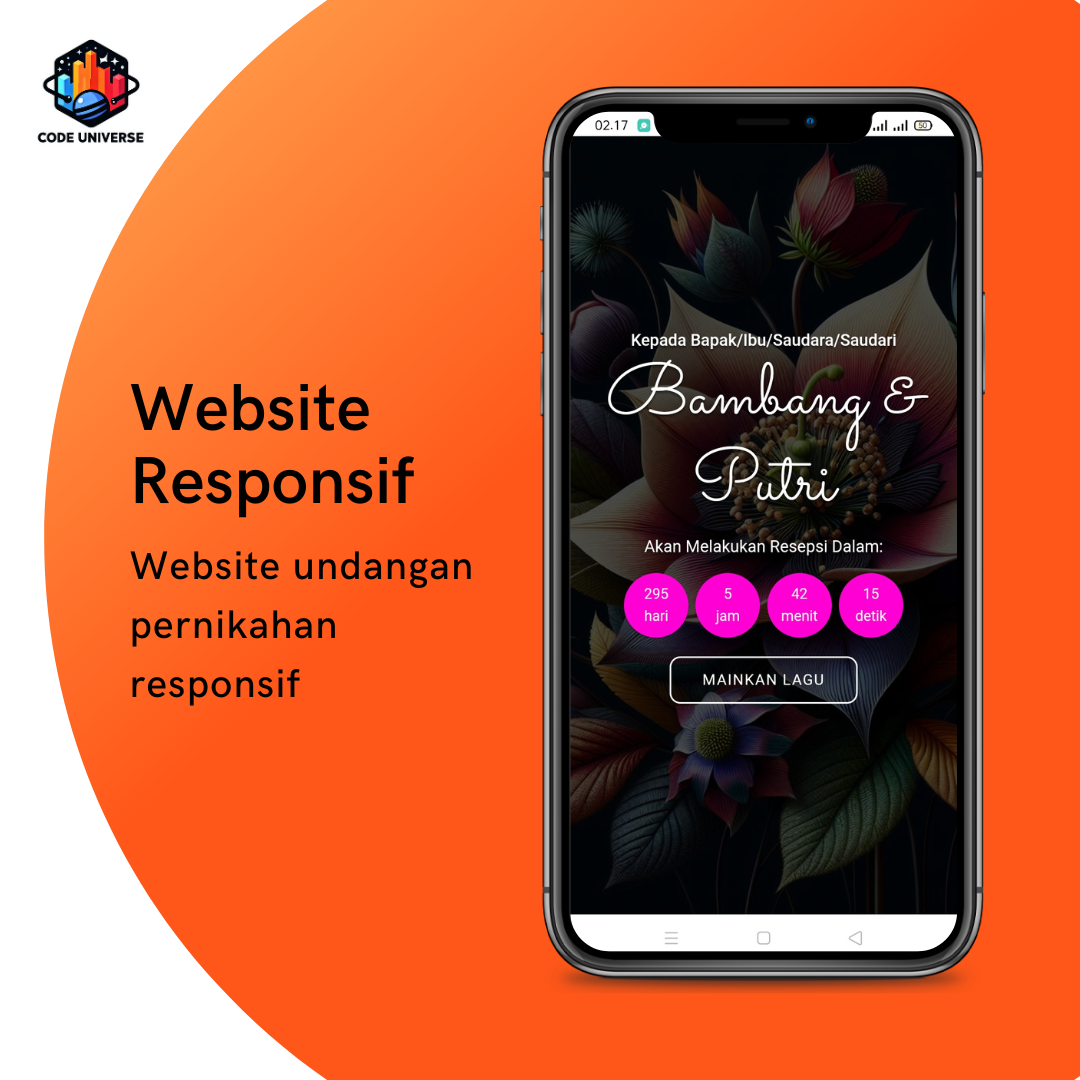 CODE UNIVERSE
Website
Responsif
Website undangan
pernikahan
responsif
02.17
50
Kepada Bapak/Ibu/Saudara/Saudari
Bambang &
Putri
Akan Melakukan Resepsi Dalam:
295 5 42 15
hari jam menit detik
MAINKAN LAGU